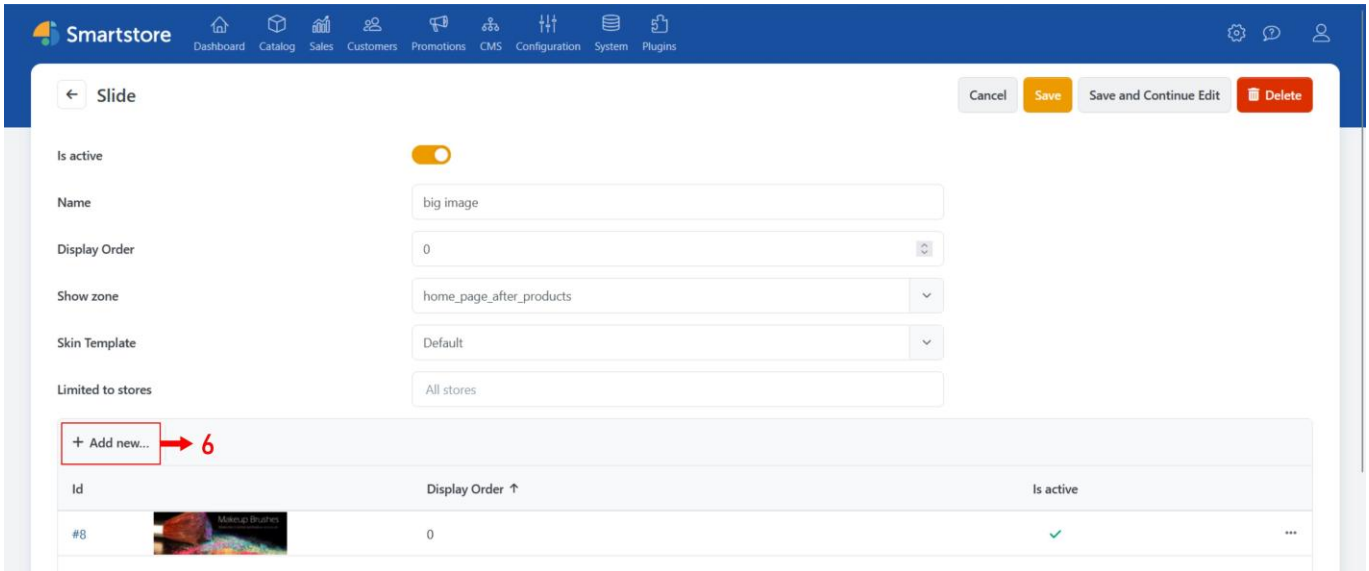 Smartstore
Dashboard Catalog Sales Customers Promotions CMS Configuration System Plugins
Slide
Cancel Save Save and Continue Edit Delete
Is active
Name big image
Display Order 0
Show zone home_page_after_products
Skin Template Default
Limited to stores All stores
+ Add new... 6
Id Display Order ↑ Is active
Makeup Brushes
#8 0